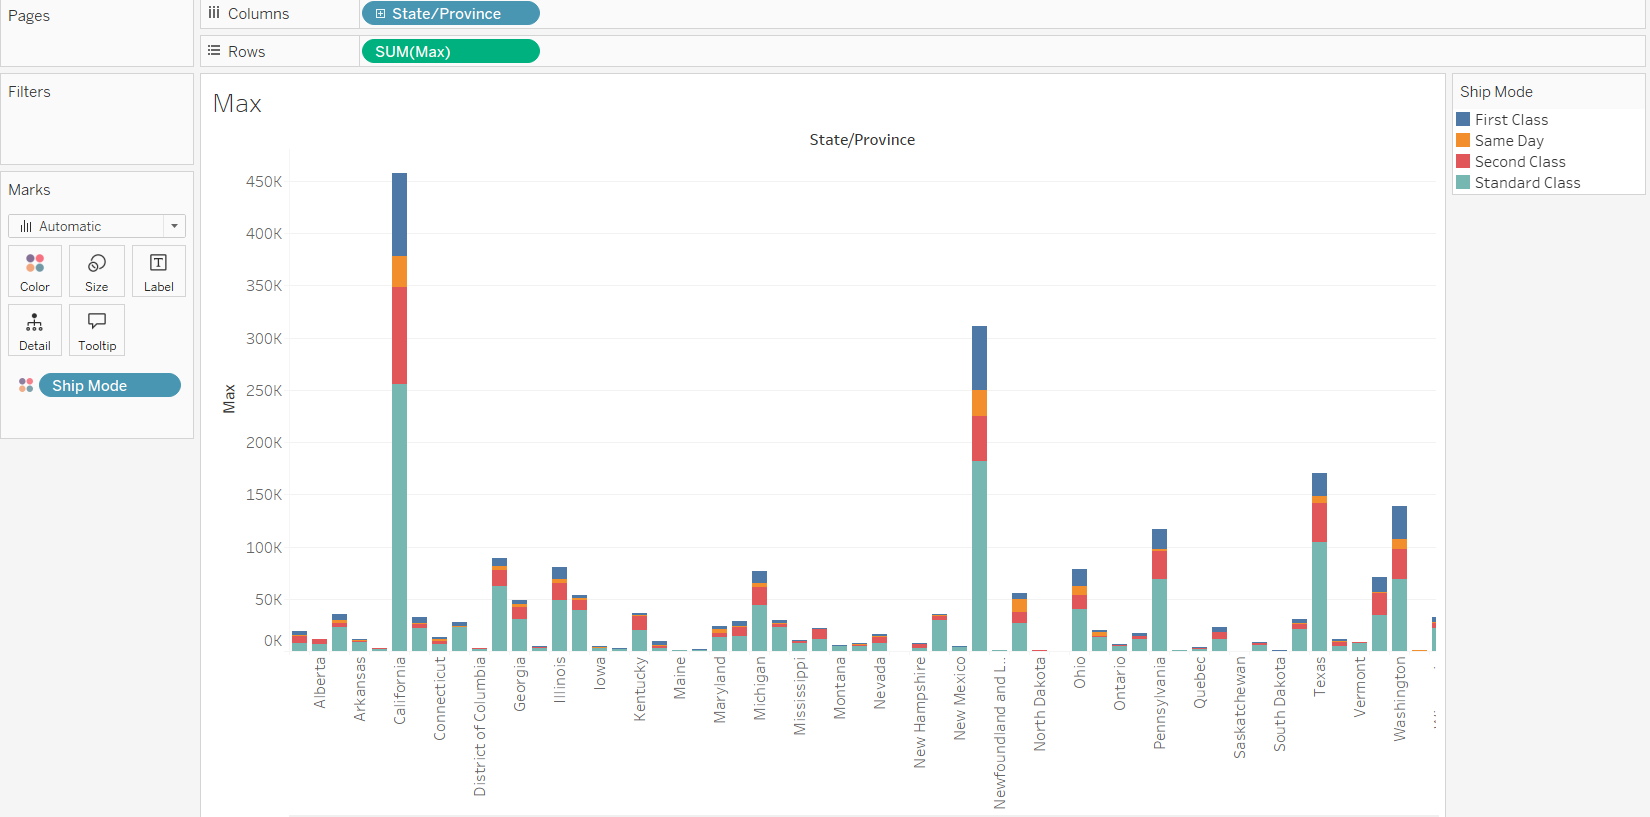 Pages
Columns
State/Province
Rows
SUM(Max)
Filters
Marks
Automatic
Color
Size
Label
Detail
Tooltip
Ship Mode
Max
State/Province
450K
400K
350K
300K
250K
200K
150K
100K
50K
0K
Max
Alberta
Arkansas
California
Connecticut
District of Columbia
Georgia
Illinois
Iowa
Kentucky
Maine
Maryland
Michigan
Mississippi
Montana
Nevada
New Hampshire
New Mexico
Newfoundland and L..
North Dakota
Ohio
Ontario
Pennsylvania
Quebec
Saskatchewan
South Dakota
Texas
Vermont
Washington
Ship Mode
First Class
Same Day
Second Class
Standard Class